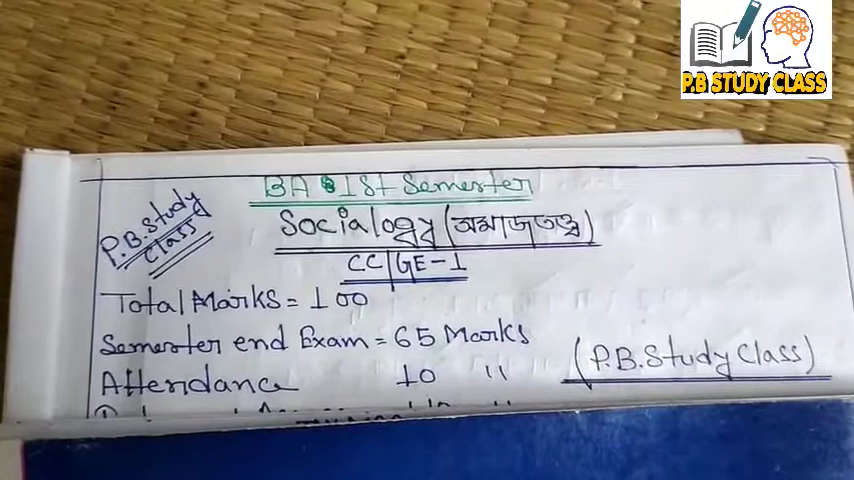 P.B STUDY CLASS
BA 1st Semester
P.B. Study Class
Socialogy (সমাজতত্ত্ব)
CC/GE-1
Total Marks = 100
Semester end Exam = 65 Marks
(P.B. Study Class)
Attendance 10 "